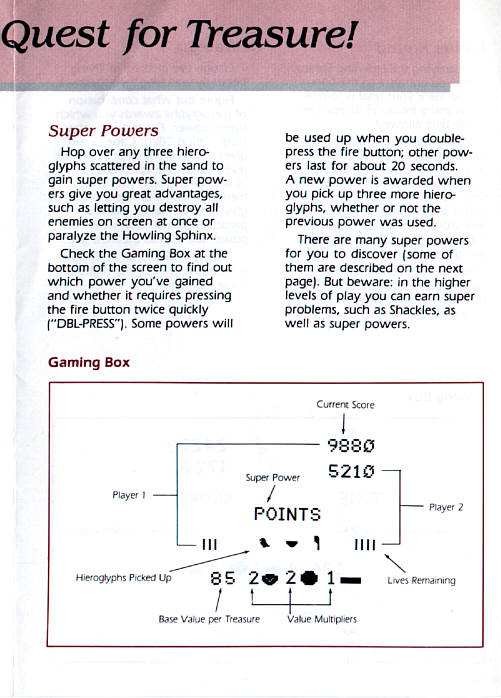 Quest for Treasure!
Super Powers
Hop over any three hiero-
glyphs scattered in the sand to
gain super powers. Super pow-
ers give you great advantages,
such as letting you destroy all
enemies on screen at once or
paralyze the Howling Sphinx.
Check the Gaming Box at the
bottom of the screen to find out
which power you've gained
and whether it requires pressing
the fire button twice quickly
("DBL-PRESS"). Some powers will
be used up when you double-
press the fire button; other pow-
ers last for about 20 seconds.
A new power is awarded when
you pick up three more hiero-
glyphs, whether or not the
previous power was used.
There are many super powers
for you to discover (some of
them are described on the next
page). But beware: in the higher
levels of play you can earn super
problems, such as Shackles, as
well as super powers.
Gaming Box
Current Score
9880
5210
Super Power
Player 1
Player 2
POINTS
Hieroglyphs Picked Up
Lives Remaining
85 2 2 1
Base Value per Treasure
Value Multipliers